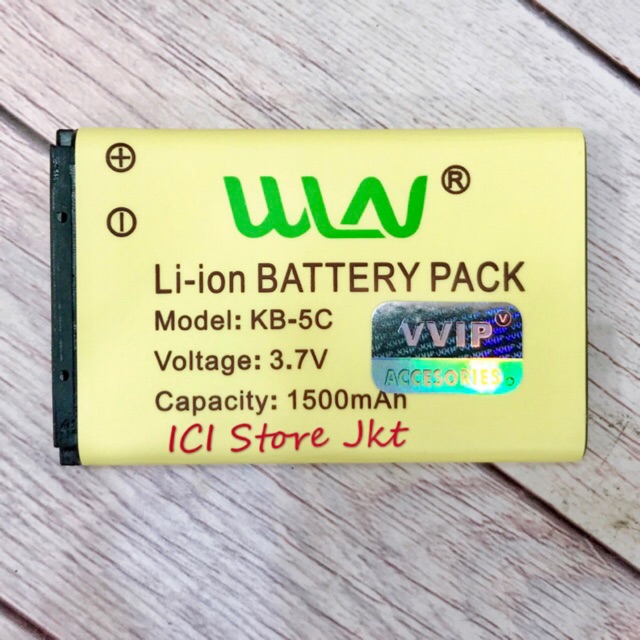 WLN ®
Li-ion BATTERY PACK
Model: KB-5C
VVIP V
Voltage: 3.7V
ACCESORIES
Capacity: 1500mAh
ICI Store Jkt